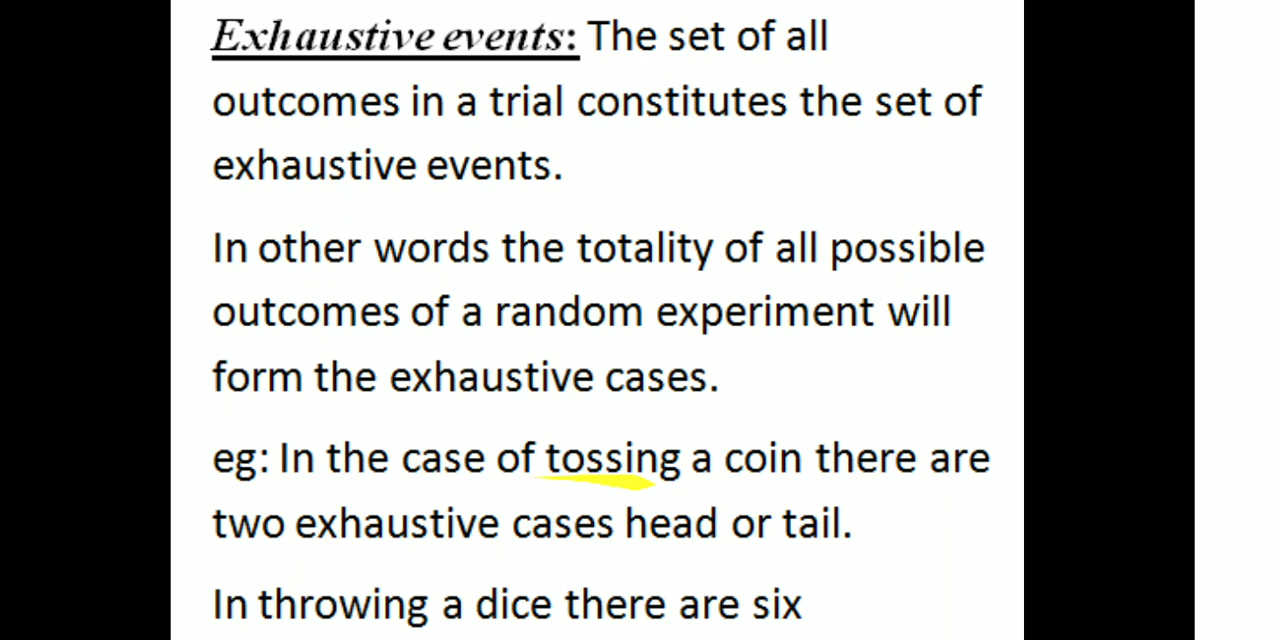 Exhaustive events: The set of all
outcomes in a trial constitutes the set of
exhaustive events.
In other words the totality of all possible
outcomes of a random experiment will
form the exhaustive cases.
eg: In the case of tossing a coin there are
two exhaustive cases head or tail.
In throwing a dice there are six